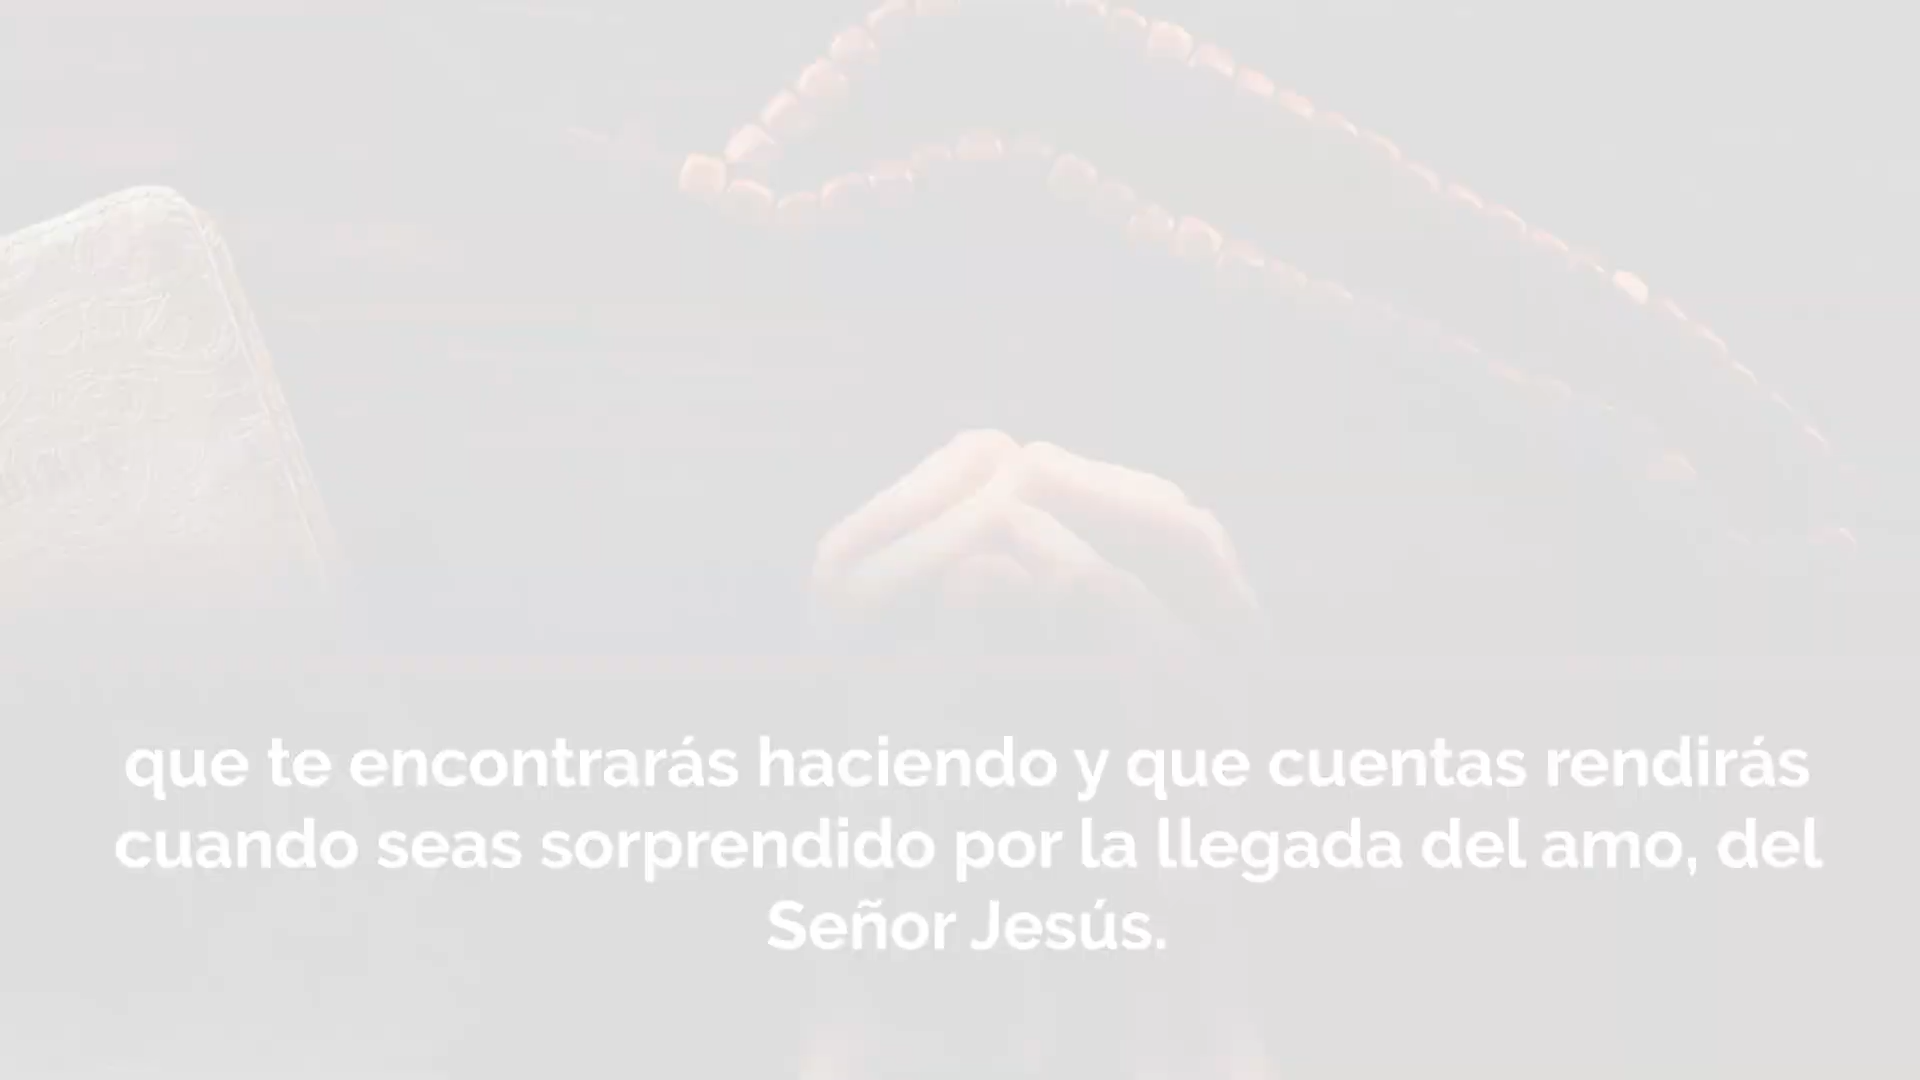 que te encontrarás haciendo y que cuentas rendirás
cuando seas sorprendido por la llegada del amo, del
Señor Jesús.